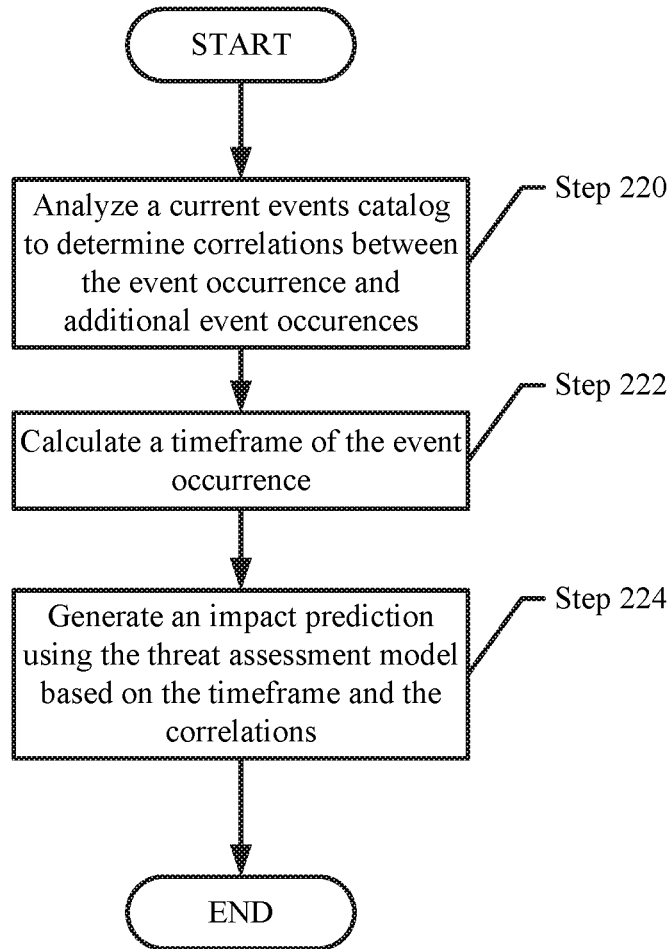 START
Analyze a current events catalog
to determine correlations between
the event occurrence and
additional event occurences
Step 220
Calculate a timeframe of the event
occurrence
Step 222
Generate an impact prediction
using the threat assessment model
based on the timeframe and the
correlations
Step 224
END